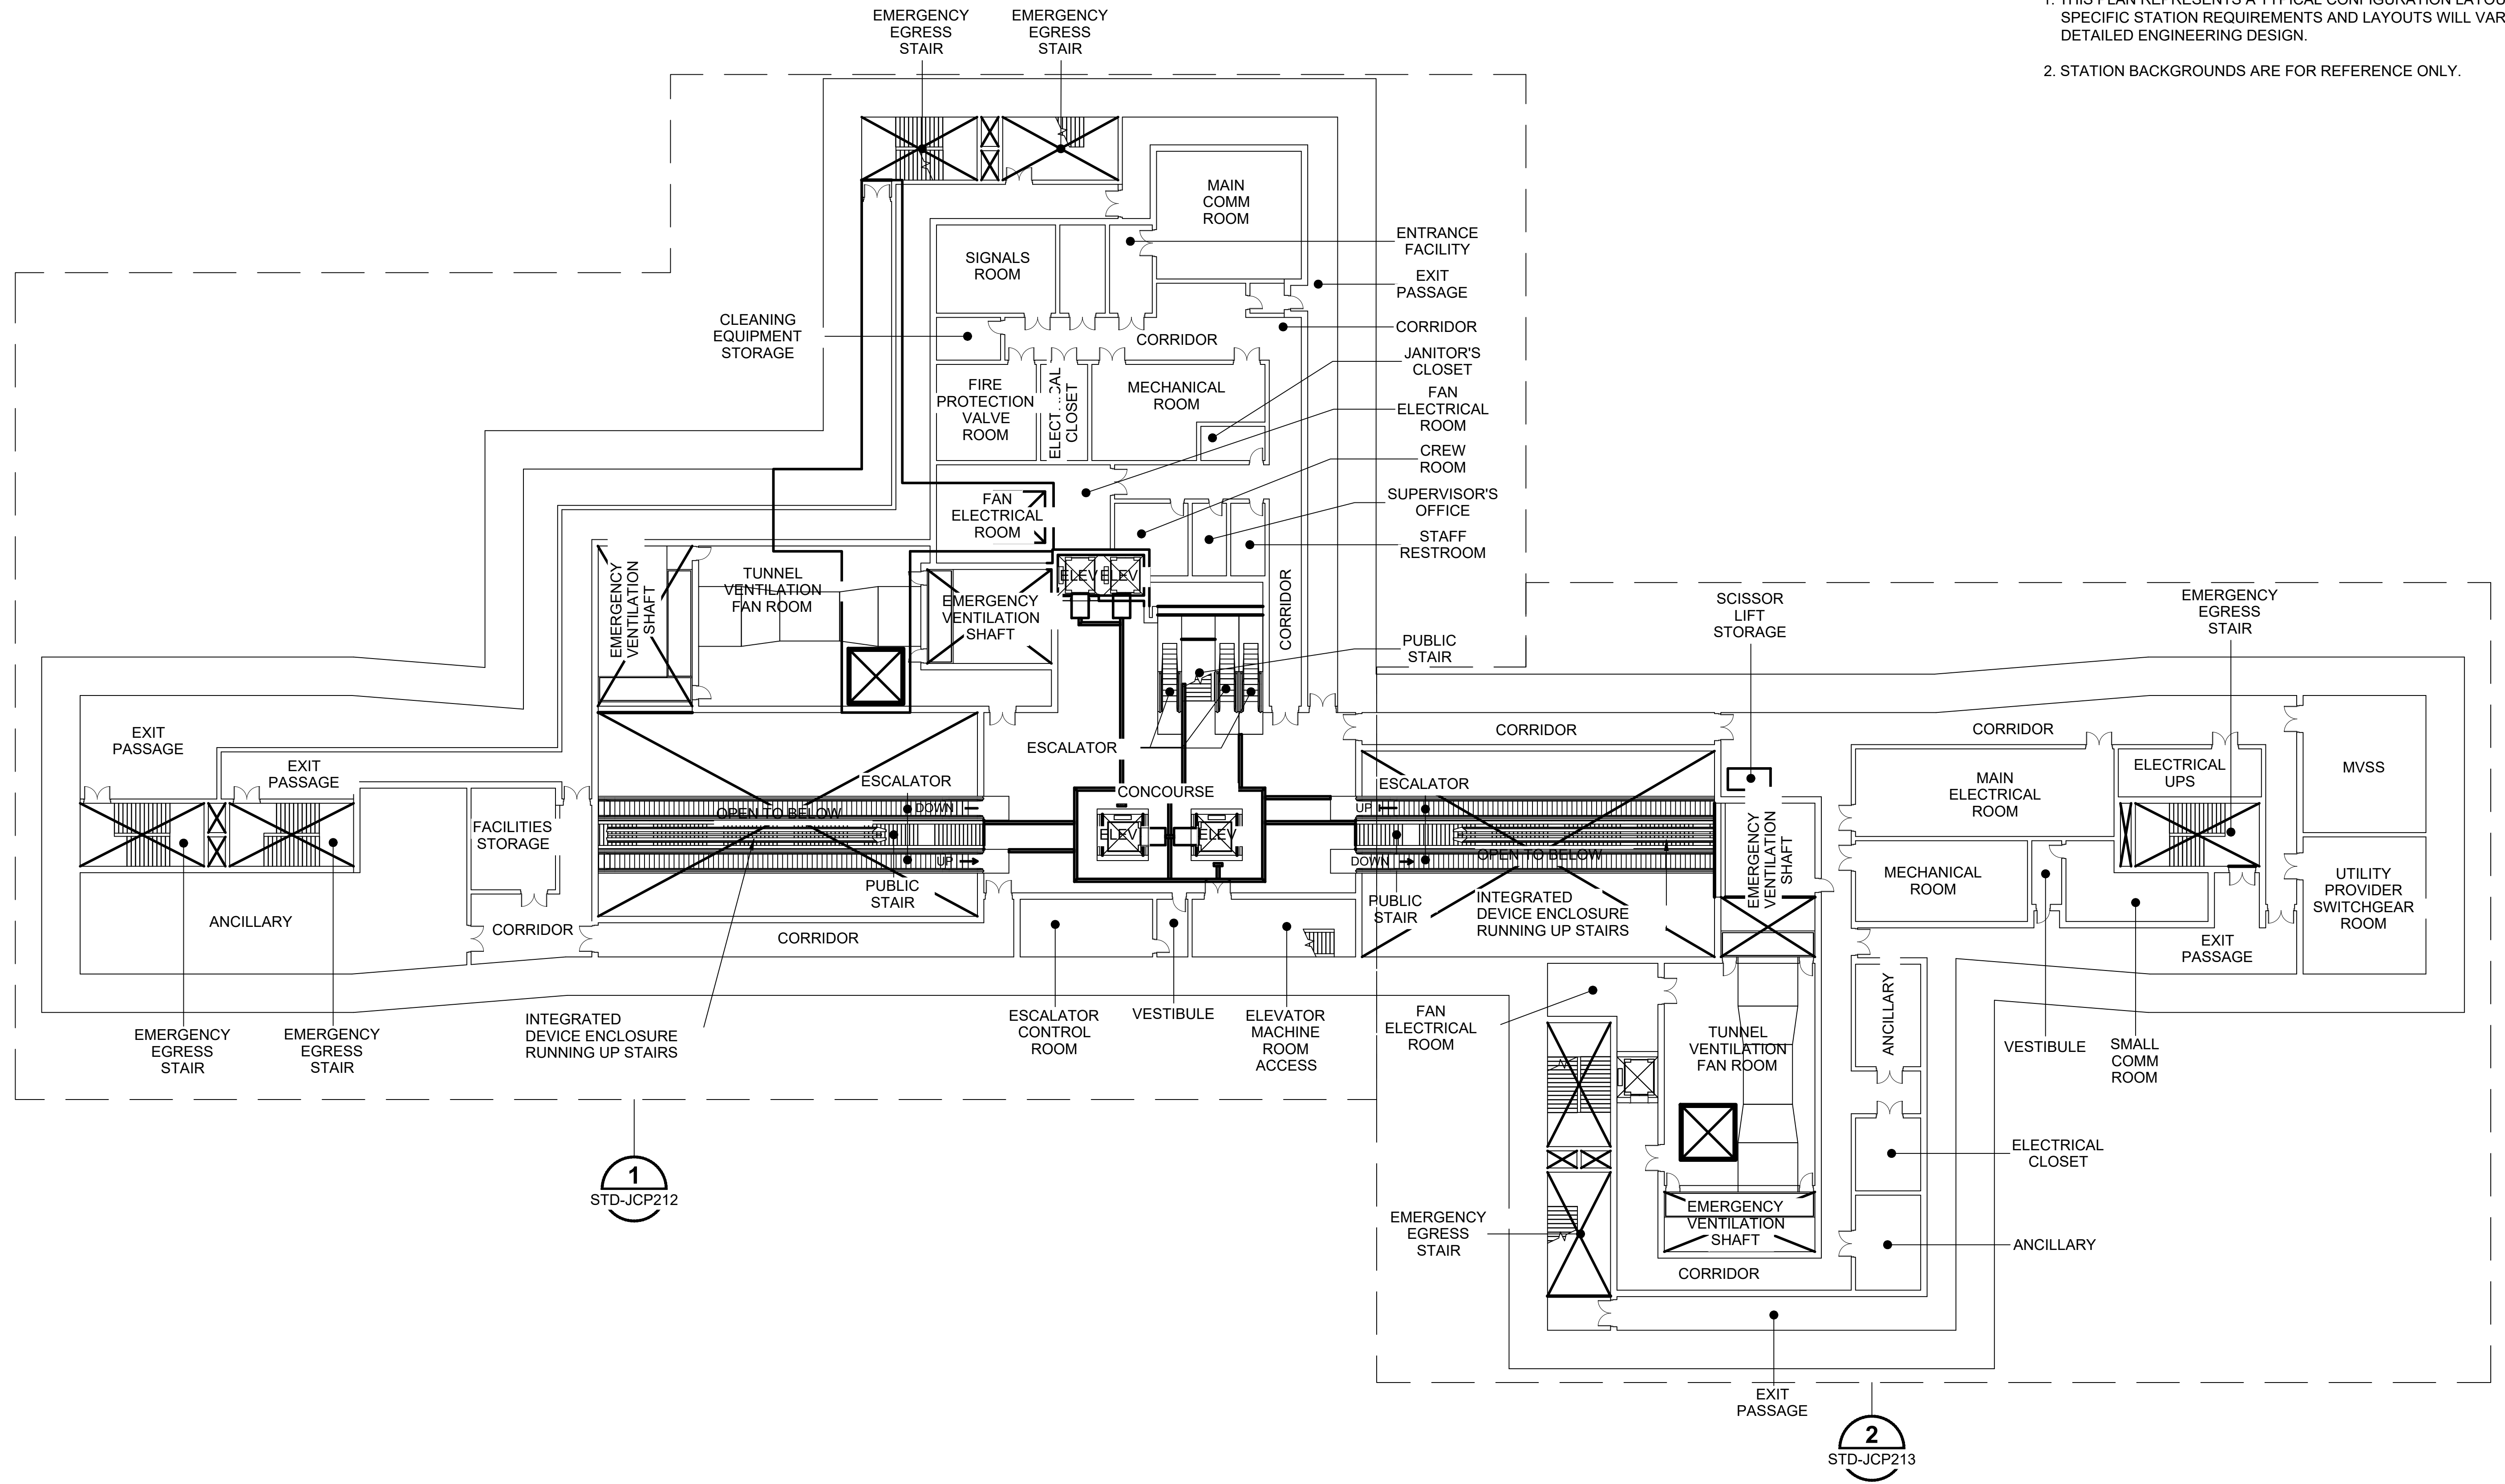 1. THIS PLAN REPRESENTS A TYPICAL CONFIGURATION
SPECIFIC STATION REQUIREMENTS AND LAYOUTS WILL
DETAILED ENGINEERING DESIGN.
2. STATION BACKGROUNDS ARE FOR REFERENCE ONLY.
EMERGENCY
EGRESS
STAIR
EMERGENCY
EGRESS
STAIR
MAIN
COMM
ROOM
ENTRANCE
FACILITY
SIGNALS
ROOM
EXIT
PASSAGE
CLEANING
EQUIPMENT
STORAGE
CORRIDOR
CORRIDOR
JANITOR'S
CLOSET
FIRE
PROTECTION
VALVE
ROOM
CLOSET
MECHANICAL
ROOM
FAN
ELECTRICAL
ROOM
CREW
ROOM
SUPERVISOR'S
OFFICE
FAN
ELECTRICAL
ROOM
STAFF
RESTROOM
EMERGENCY
VENTILATION
SHAFT
TUNNEL
VENTILATION
FAN ROOM
EMERGENCY
VENTILATION
SHAFT
ELEV
ELEV
CORRIDOR
PUBLIC
STAIR
SCISSOR
LIFT
STORAGE
EMERGENCY
EGRESS
STAIR
EXIT
PASSAGE
EXIT
PASSAGE
ESCALATOR
CORRIDOR
CORRIDOR
ESCALATOR
CONCOURSE
ESCALATOR
MAIN
ELECTRICAL
ROOM
ELECTRICAL
UPS
MVSS
DOWN
OPEN TO BELOW
UP
FACILITIES
STORAGE
ELEV
ELEV
UP
DOWN
OPEN TO BELOW
EMERGENCY
VENTILATION
SHAFT
ANCILLARY
CORRIDOR
CORRIDOR
PUBLIC
STAIR
PUBLIC
STAIR
INTEGRATED
DEVICE ENCLOSURE
RUNNING UP STAIRS
MECHANICAL
ROOM
UTILITY
PROVIDER
SWITCHGEAR
ROOM
EXIT
PASSAGE
EMERGENCY
EGRESS
STAIR
EMERGENCY
EGRESS
STAIR
INTEGRATED
DEVICE ENCLOSURE
RUNNING UP STAIRS
ESCALATOR
CONTROL
ROOM
VESTIBULE
ELEVATOR
MACHINE
ROOM
ACCESS
FAN
ELECTRICAL
ROOM
TUNNEL
VENTILATION
FAN ROOM
ANCILLARY
VESTIBULE
SMALL
COMM
ROOM
ELECTRICAL
CLOSET
EMERGENCY
EGRESS
STAIR
EMERGENCY
VENTILATION
SHAFT
ANCILLARY
CORRIDOR
EXIT
PASSAGE
1
STD-JCP212
2
STD-JCP213